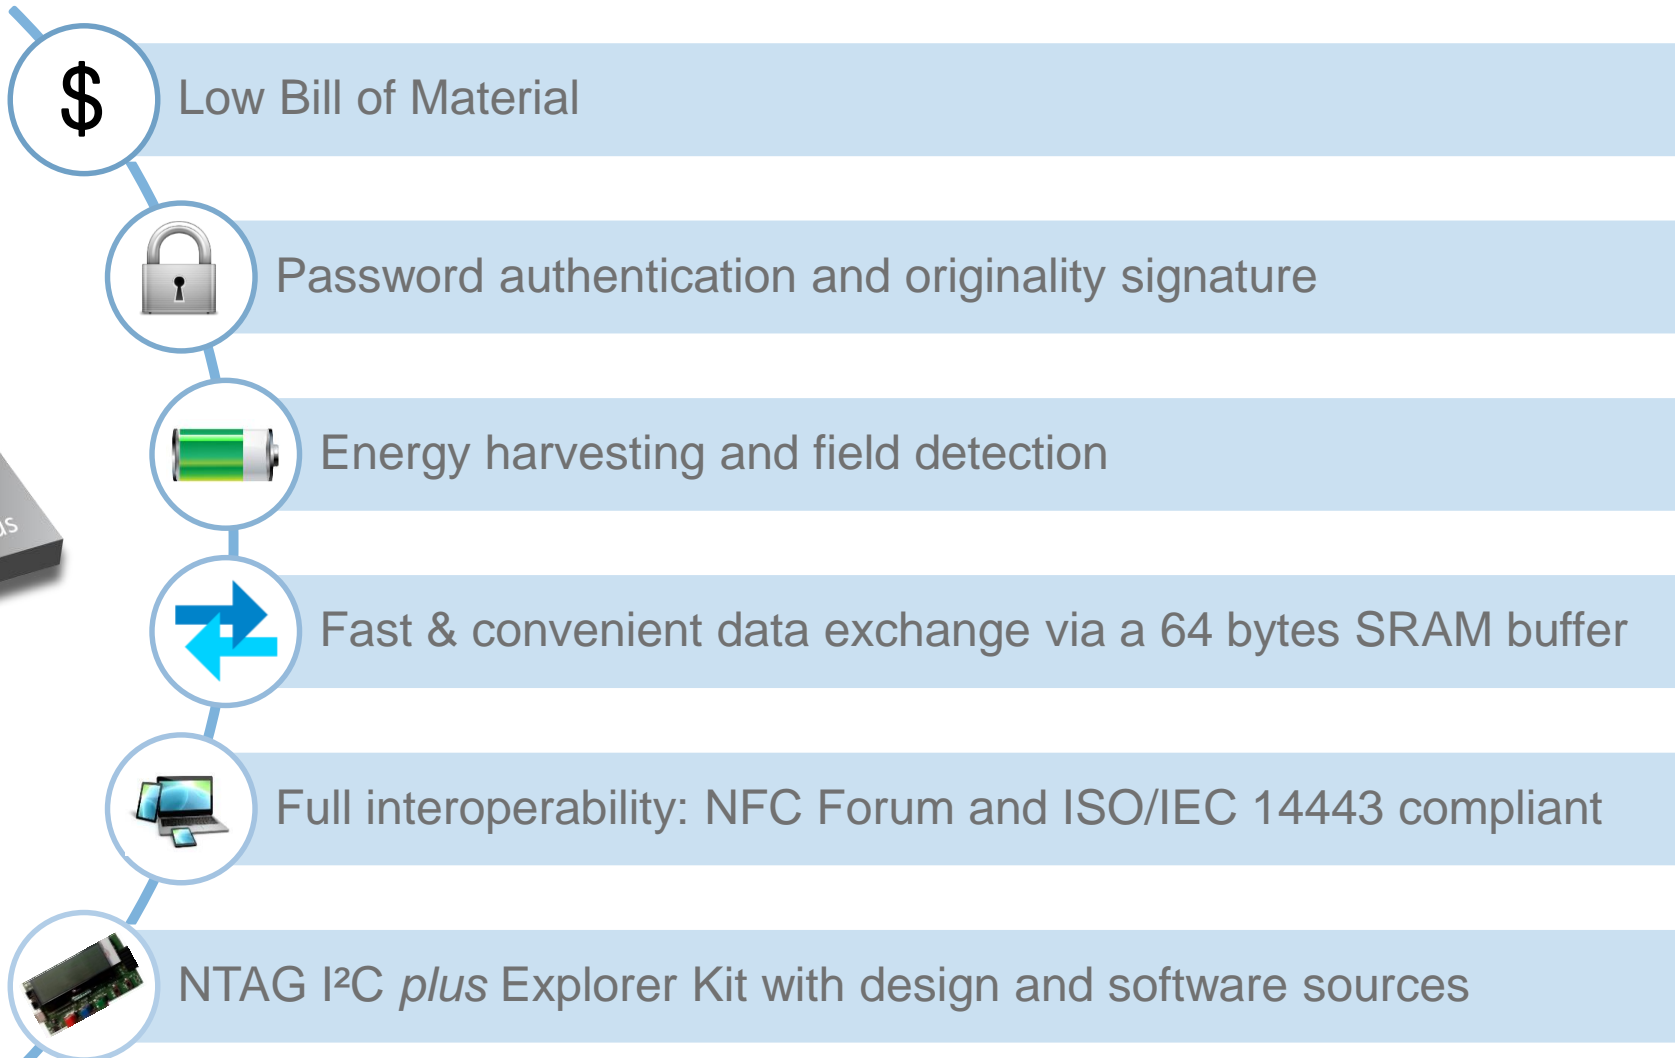 $
Low Bill of Material
Password authentication and originality signature
Energy harvesting and field detection
Fast & convenient data exchange via a 64 bytes SRAM buffer
Full interoperability: NFC Forum and ISO/IEC 14443 compliant
NTAG I²C plus Explorer Kit with design and software sources